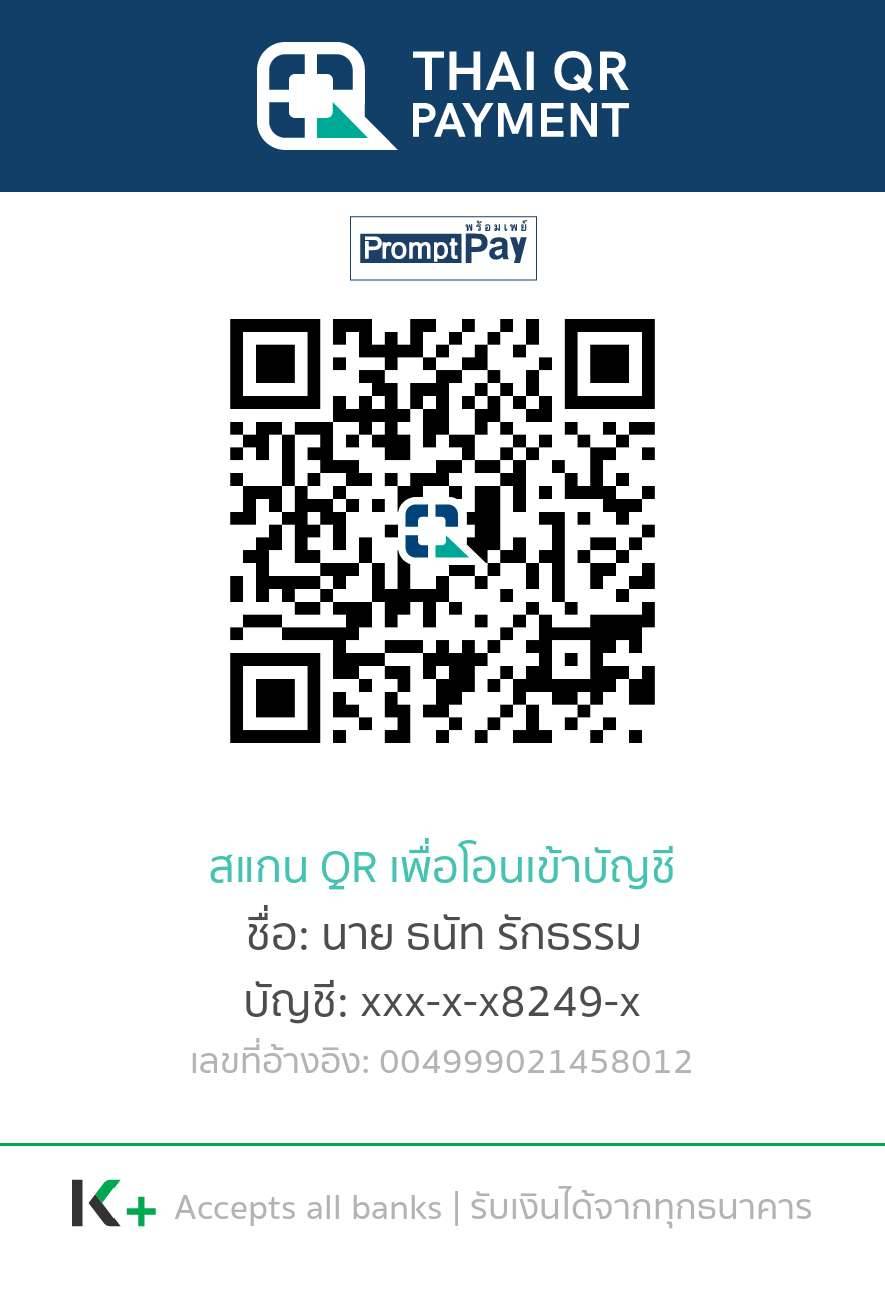 THAI QR
PAYMENT
พร้อมเพย์
PromptPay
สแกน QR เพื่อโอนเข้าบัญชี
ชื่อ: นาย ธนัท รักธรรม
บัญชี: xxx-x-x8249-x
เลขที่อ้างอิง: 004999021458012
K+ Accepts all banks | รับเงินได้จากทุกธนาคาร